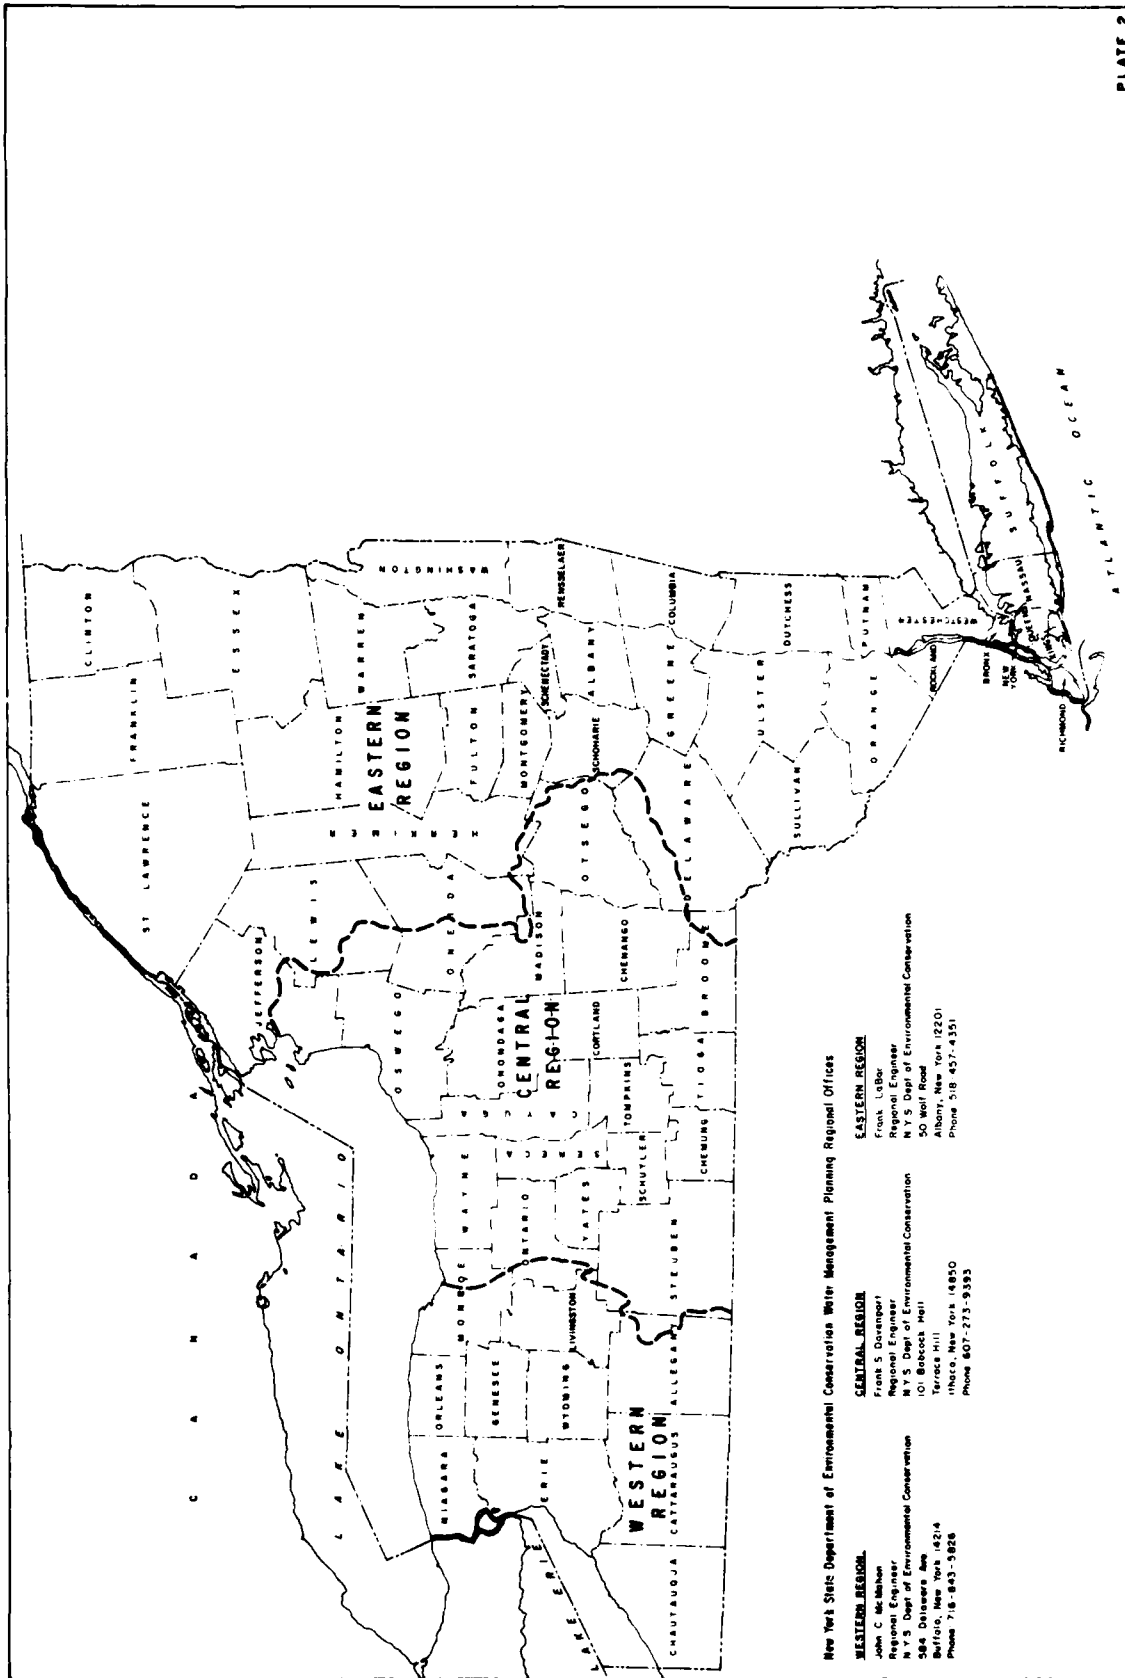 CANADA
LAKE ONTARIO
LAKE ERIE
ATLANTIC OCEAN
ST LAWRENCE
FRANKLIN
CLINTON
ESSEX
JEFFERSON
LEWIS
HERKIMER
HAMILTON
WARREN
WASHINGTON
EASTERN
REGION
OSWEGO
ONEIDA
FULTON
SARATOGA
MONTGOMERY
SCHENECTADY
RENSSELAER
ALBANY
SCHOHARIE
OTSEGO
MADISON
ONONDAGA
CENTRAL
REGION
CAYUGA
SENECA
WAYNE
ONTARIO
YATES
MONROE
ORLEANS
NIAGARA
GENESEE
WYOMING
LIVINGSTON
ERIE
WESTERN
REGION
CHAUTAUQUA
CATTARAUGUS
ALLEGANY
STEUBEN
SCHUYLER
CHEMUNG
TOMPKINS
TIOGA
CORTLAND
CHENANGO
BROOME
DELAWARE
GREENE
COLUMBIA
ULSTER
DUTCHESS
SULLIVAN
ORANGE
PUTNAM
ROCKLAND
WESTCHESTER
BRONX
NEW
YORK
QUEENS
KINGS
NASSAU
SUFFOLK
RICHMOND
New York State Department of Environmental Conservation Water Management Planning Regional Offices
WESTERN REGION
John C. McMahon
Regional Engineer
N Y S Dept of Environmental Conservation
584 Delaware Ave
Buffalo, New York 14214
Phone 716-843-5826
CENTRAL REGION
Frank S Davenport
Regional Engineer
N Y S Dept of Environmental Conservation
101 Babcock Hall
Terrace Hill
Ithaca, New York 14850
Phone 607-273-9393
EASTERN REGION
Frank LaBar
Regional Engineer
N Y S Dept of Environmental Conservation
50 Wolf Road
Albany, New York 12201
Phone 518-457-4351
PLATE 2